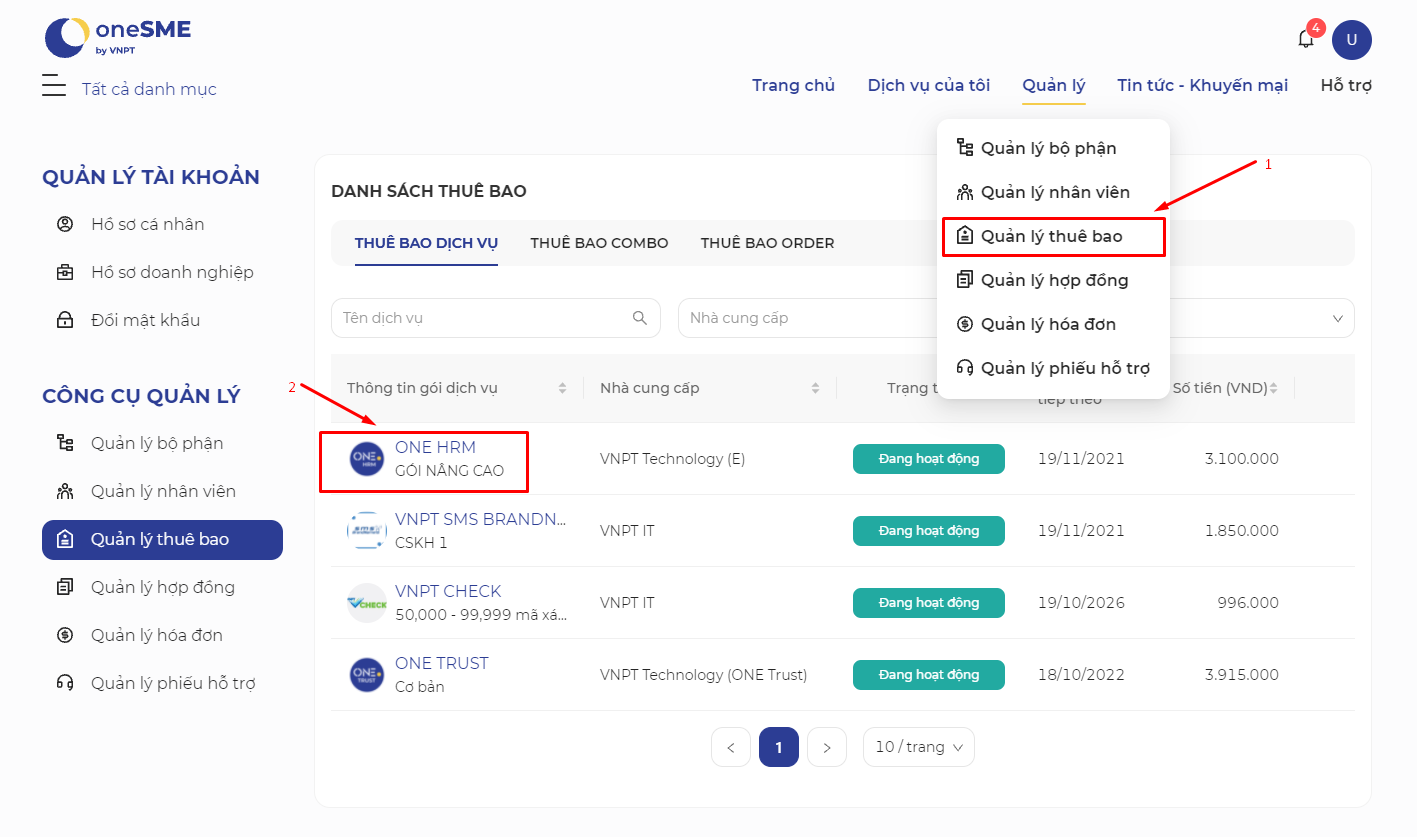 oneSME
by VNPT
4
U
Tất cả danh mục
Trang chủ
Dịch vụ của tôi
Quản lý
Tin tức - Khuyến mại
Hỗ trợ
Quản lý bộ phận
Quản lý nhân viên
Quản lý thuê bao
Quản lý hợp đồng
Quản lý hóa đơn
Quản lý phiếu hỗ trợ
1
QUẢN LÝ TÀI KHOẢN
Hồ sơ cá nhân
Hồ sơ doanh nghiệp
Đổi mật khẩu
CÔNG CỤ QUẢN LÝ
Quản lý bộ phận
Quản lý nhân viên
Quản lý thuê bao
Quản lý hợp đồng
Quản lý hóa đơn
Quản lý phiếu hỗ trợ
DANH SÁCH THUÊ BAO
THUÊ BAO DỊCH VỤ
THUÊ BAO COMBO
THUÊ BAO ORDER
Tên dịch vụ
Nhà cung cấp
Thông tin gói dịch vụ
Nhà cung cấp
Trạng t
tiếp theo
Số tiền (VND)
2
ONE HRM
ONE HRM
GÓI NÂNG CAO
VNPT Technology (E)
Đang hoạt động
19/11/2021
3.100.000
sms
VNPT SMS BRANDN...
CSKH 1
VNPT IT
Đang hoạt động
19/11/2021
1.850.000
CHECK
VNPT CHECK
50,000 - 99,999 mã xá...
VNPT IT
Đang hoạt động
19/10/2026
996.000
ONE TRUST
ONE TRUST
Cơ bản
VNPT Technology (ONE Trust)
Đang hoạt động
18/10/2022
3.915.000
<
1
>
10 / trang